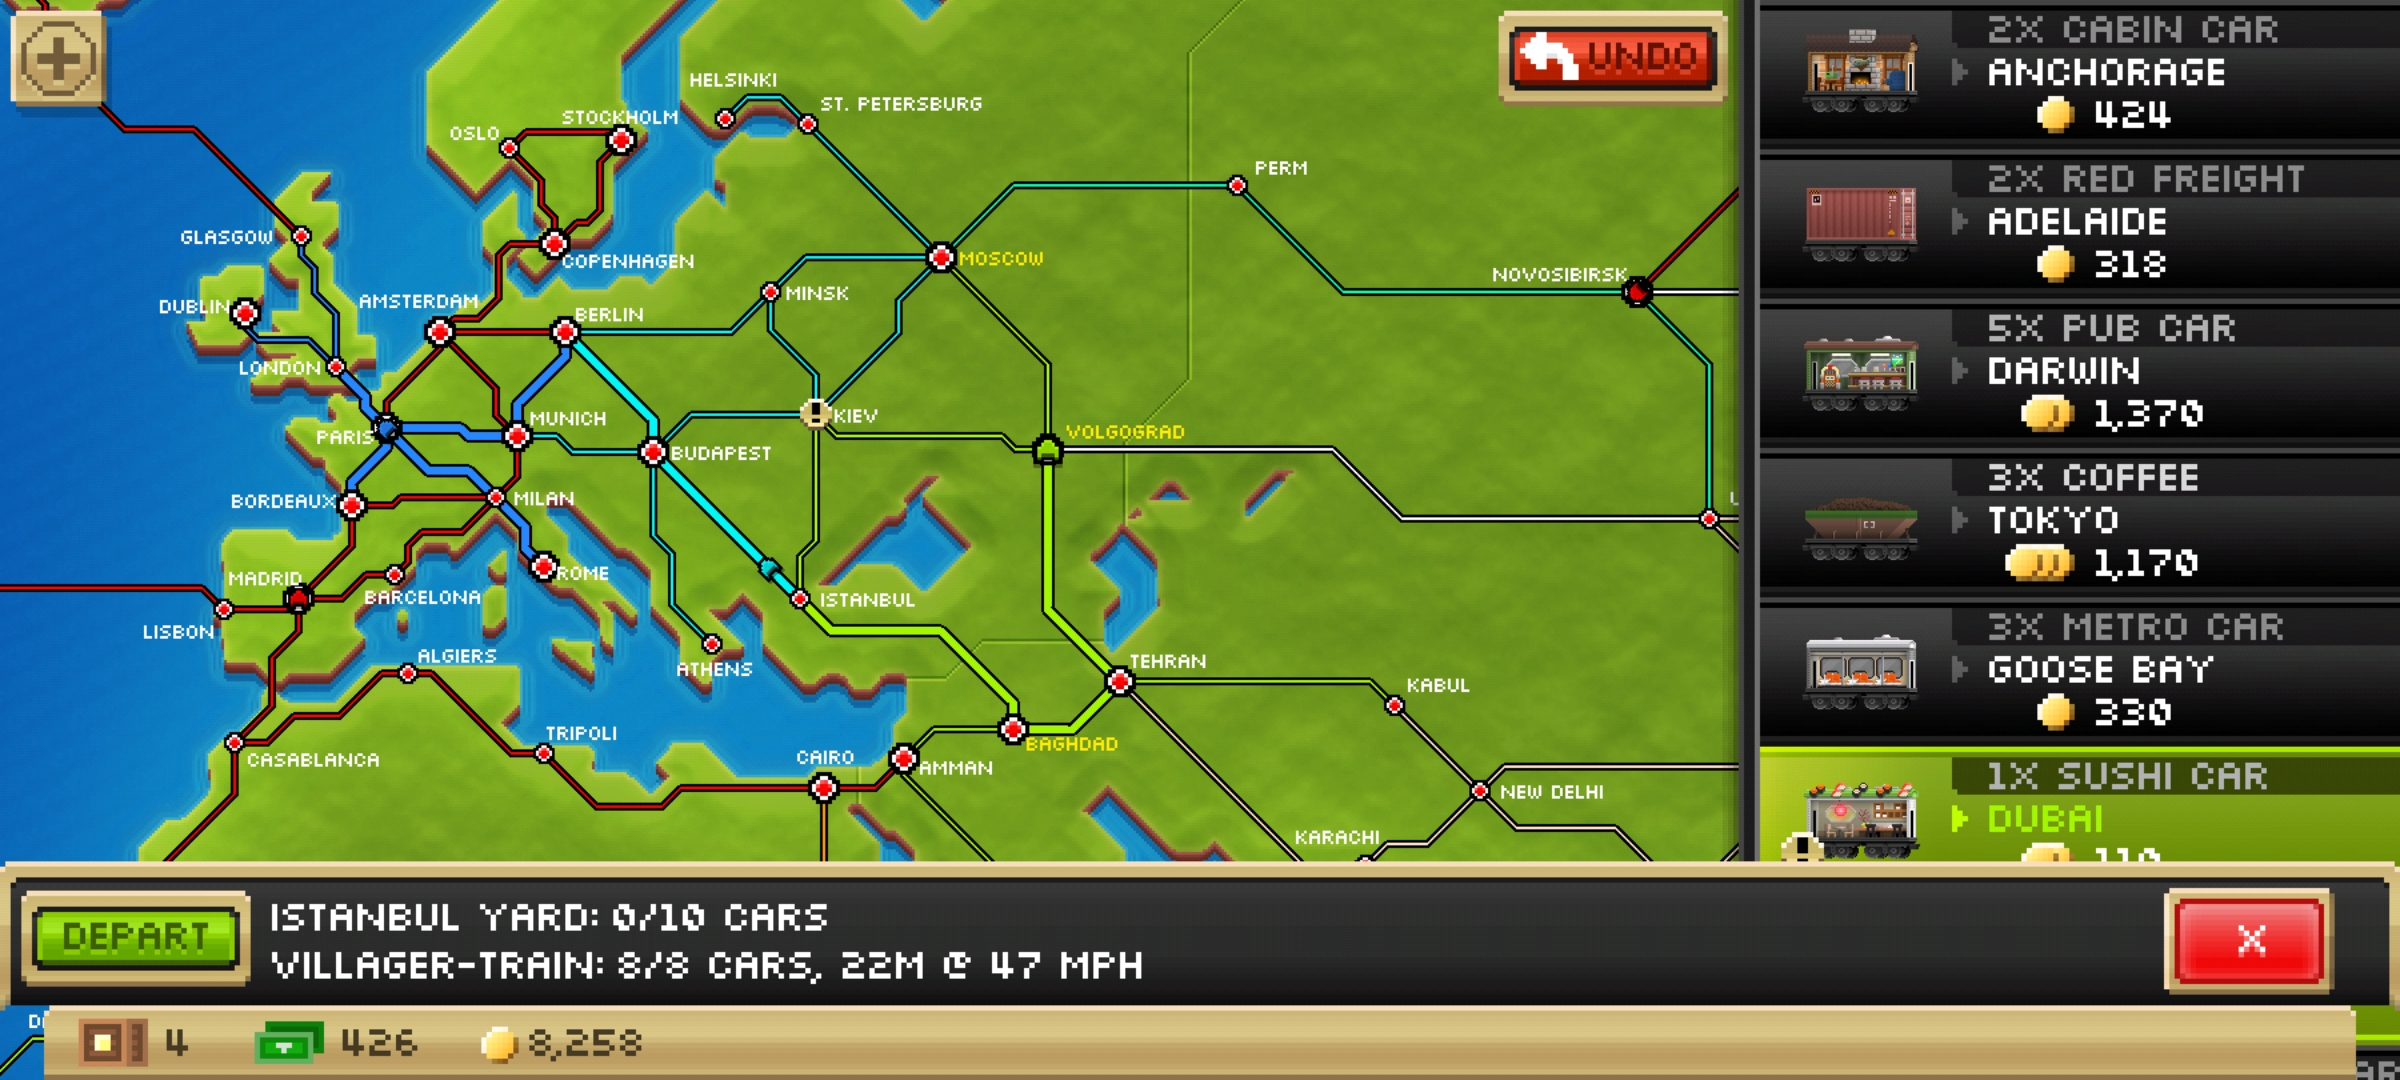 UNDO
HELSINKI
ST. PETERSBURG
STOCKHOLM
OSLO
PERM
GLASGOW
COPENHAGEN
MOSCOW
NOVOSIBIRSK
MINSK
DUBLIN
AMSTERDAM
BERLIN
LONDON
MUNICH
KIEV
PARIS
VOLGOGRAD
BUDAPEST
BORDEAUX
MILAN
MADRID
ROME
BARCELONA
ISTANBUL
LISBON
ALGIERS
ATHENS
TEHRAN
KABUL
TRIPOLI
CASABLANCA
CAIRO
AMMAN
BAGHDAD
NEW DELHI
KARACHI
2X CABIN CAR
ANCHORAGE
424
2X RED FREIGHT
ADELAIDE
318
5X PUB CAR
DARWIN
1,370
3X COFFEE
TOKYO
1,170
3X METRO CAR
GOOSE BAY
330
1X SUSHI CAR
DUBAI
110
DEPART
ISTANBUL YARD: 0/10 CARS
VILLAGER-TRAIN: 8/8 CARS, 22M @ 47 MPH
X
4
426
8,258